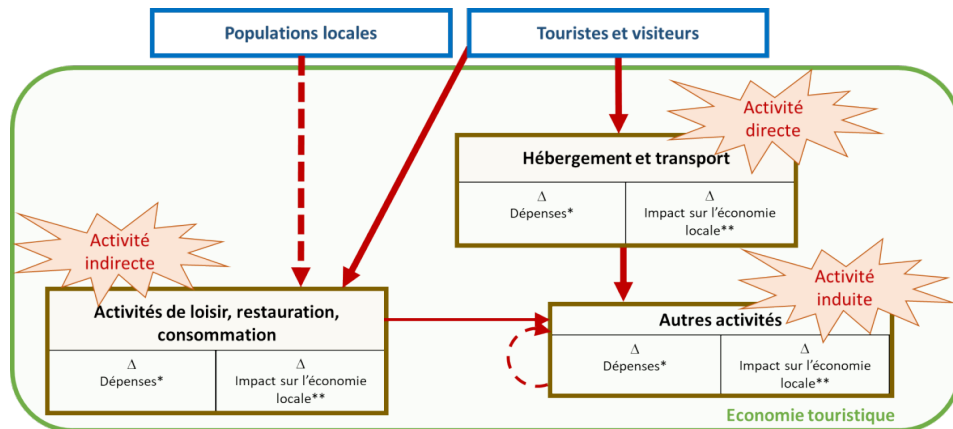 Populations locales
Touristes et visiteurs
Activité
directe
Hébergement et transport
Δ
Dépenses*
Δ
Impact sur l'économie
locale**
Activité
indirecte
Activités de loisir, restauration,
consommation
Δ
Dépenses*
Δ
Impact sur l'économie
locale**
Activité
induite
Autres activités
Δ
Dépenses*
Δ
Impact sur l'économie
locale**
Economie touristique